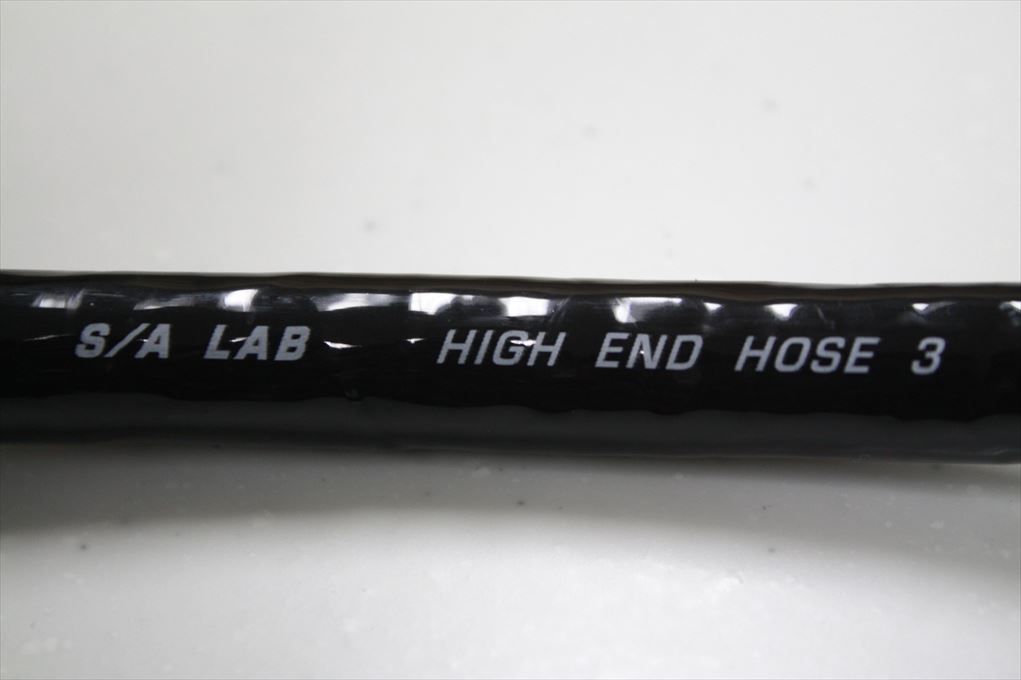 S/A LAB HIGH END HOSE 3